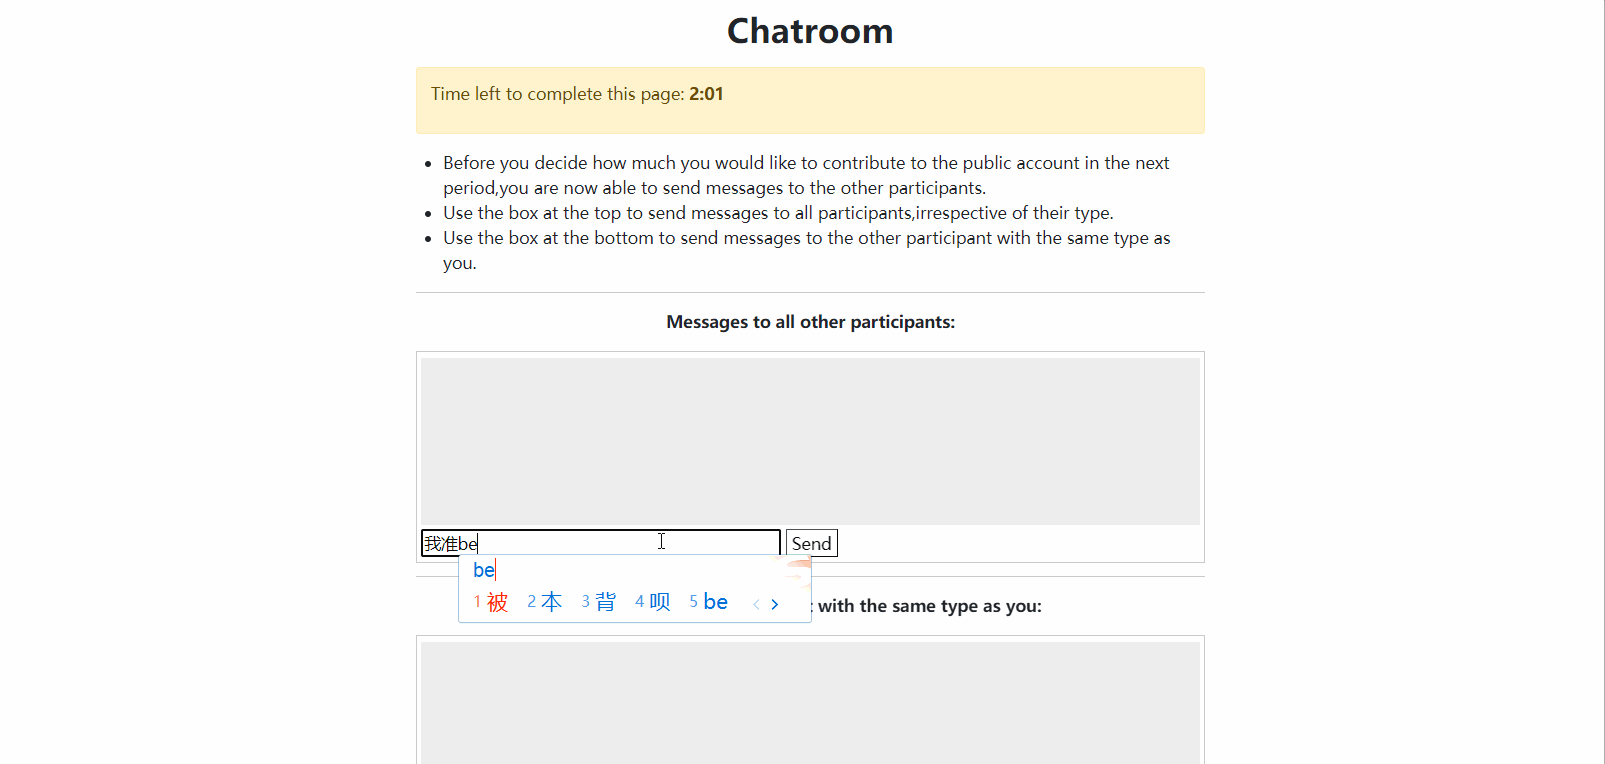 Chatroom
Time left to complete this page: 2:01
Before you decide how much you would like to contribute to the public account in the next
period,you are now able to send messages to the other participants.
Use the box at the top to send messages to all participants,irrespective of their type.
Use the box at the bottom to send messages to the other participant with the same type as
you.
Messages to all other participants:
我准be Send
be
1 被 2 本 3 背 4 呗 5 be
with the same type as you: